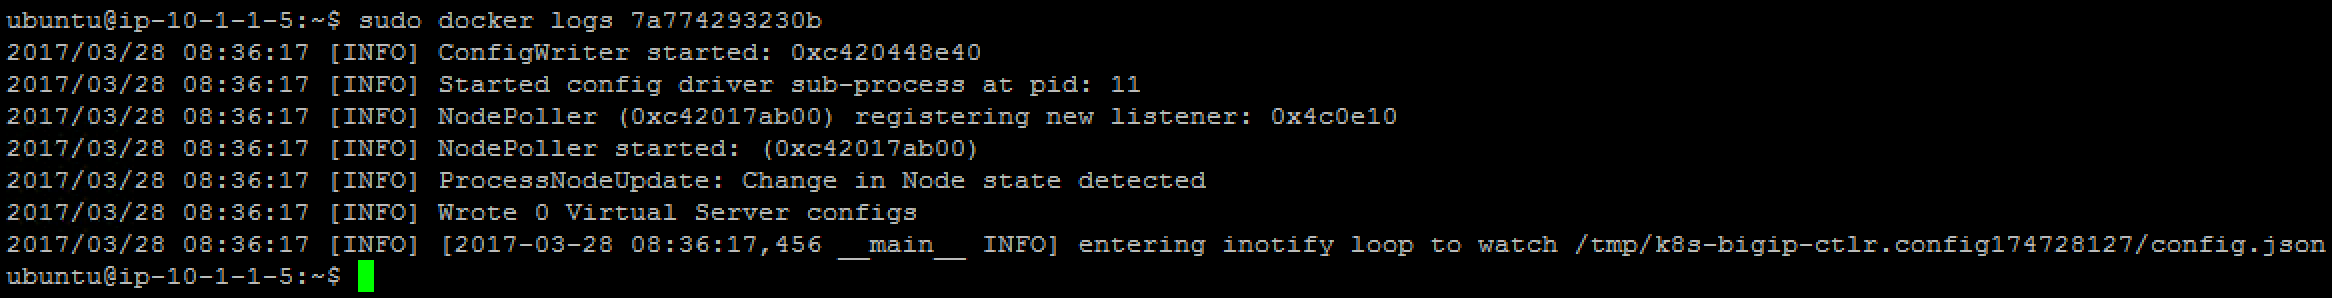 ubuntu@ip-10-1-1-5:~$ sudo docker logs 7a774293230b
2017/03/28 08:36:17 [INFO] ConfigWriter started: 0xc420448e40
2017/03/28 08:36:17 [INFO] Started config driver sub-process at pid: 11
2017/03/28 08:36:17 [INFO] NodePoller (0xc42017ab00) registering new listener: 0x4c0e10
2017/03/28 08:36:17 [INFO] NodePoller started: (0xc42017ab00)
2017/03/28 08:36:17 [INFO] ProcessNodeUpdate: Change in Node state detected
2017/03/28 08:36:17 [INFO] Wrote 0 Virtual Server configs
2017/03/28 08:36:17 [INFO] [2017-03-28 08:36:17,456 __main__ INFO] entering inotify loop to watch /tmp/k8s-bigip-ctlr.config174728127/config.json
ubuntu@ip-10-1-1-5:~$